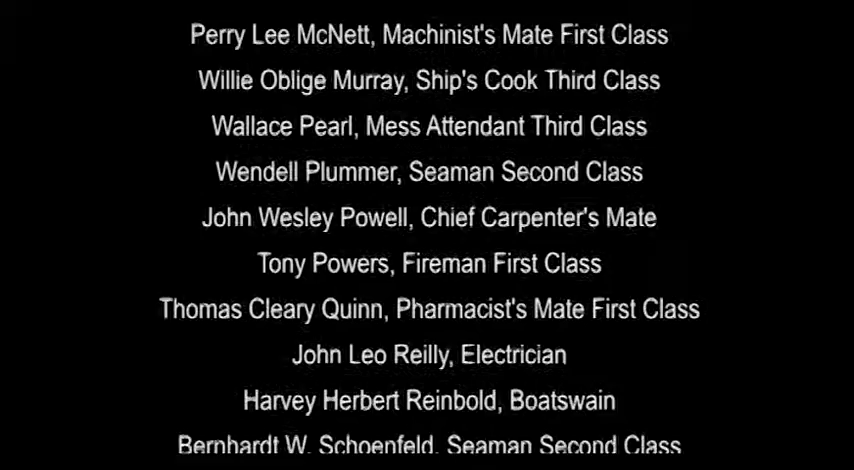 Perry Lee McNett, Machinist's Mate First Class
Willie Oblige Murray, Ship's Cook Third Class
Wallace Pearl, Mess Attendant Third Class
Wendell Plummer, Seaman Second Class
John Wesley Powell, Chief Carpenter's Mate
Tony Powers, Fireman First Class
Thomas Cleary Quinn, Pharmacist's Mate First Class
John Leo Reilly, Electrician
Harvey Herbert Reinbold, Boatswain
Bernhardt W. Schoenfeld, Seaman Second Class